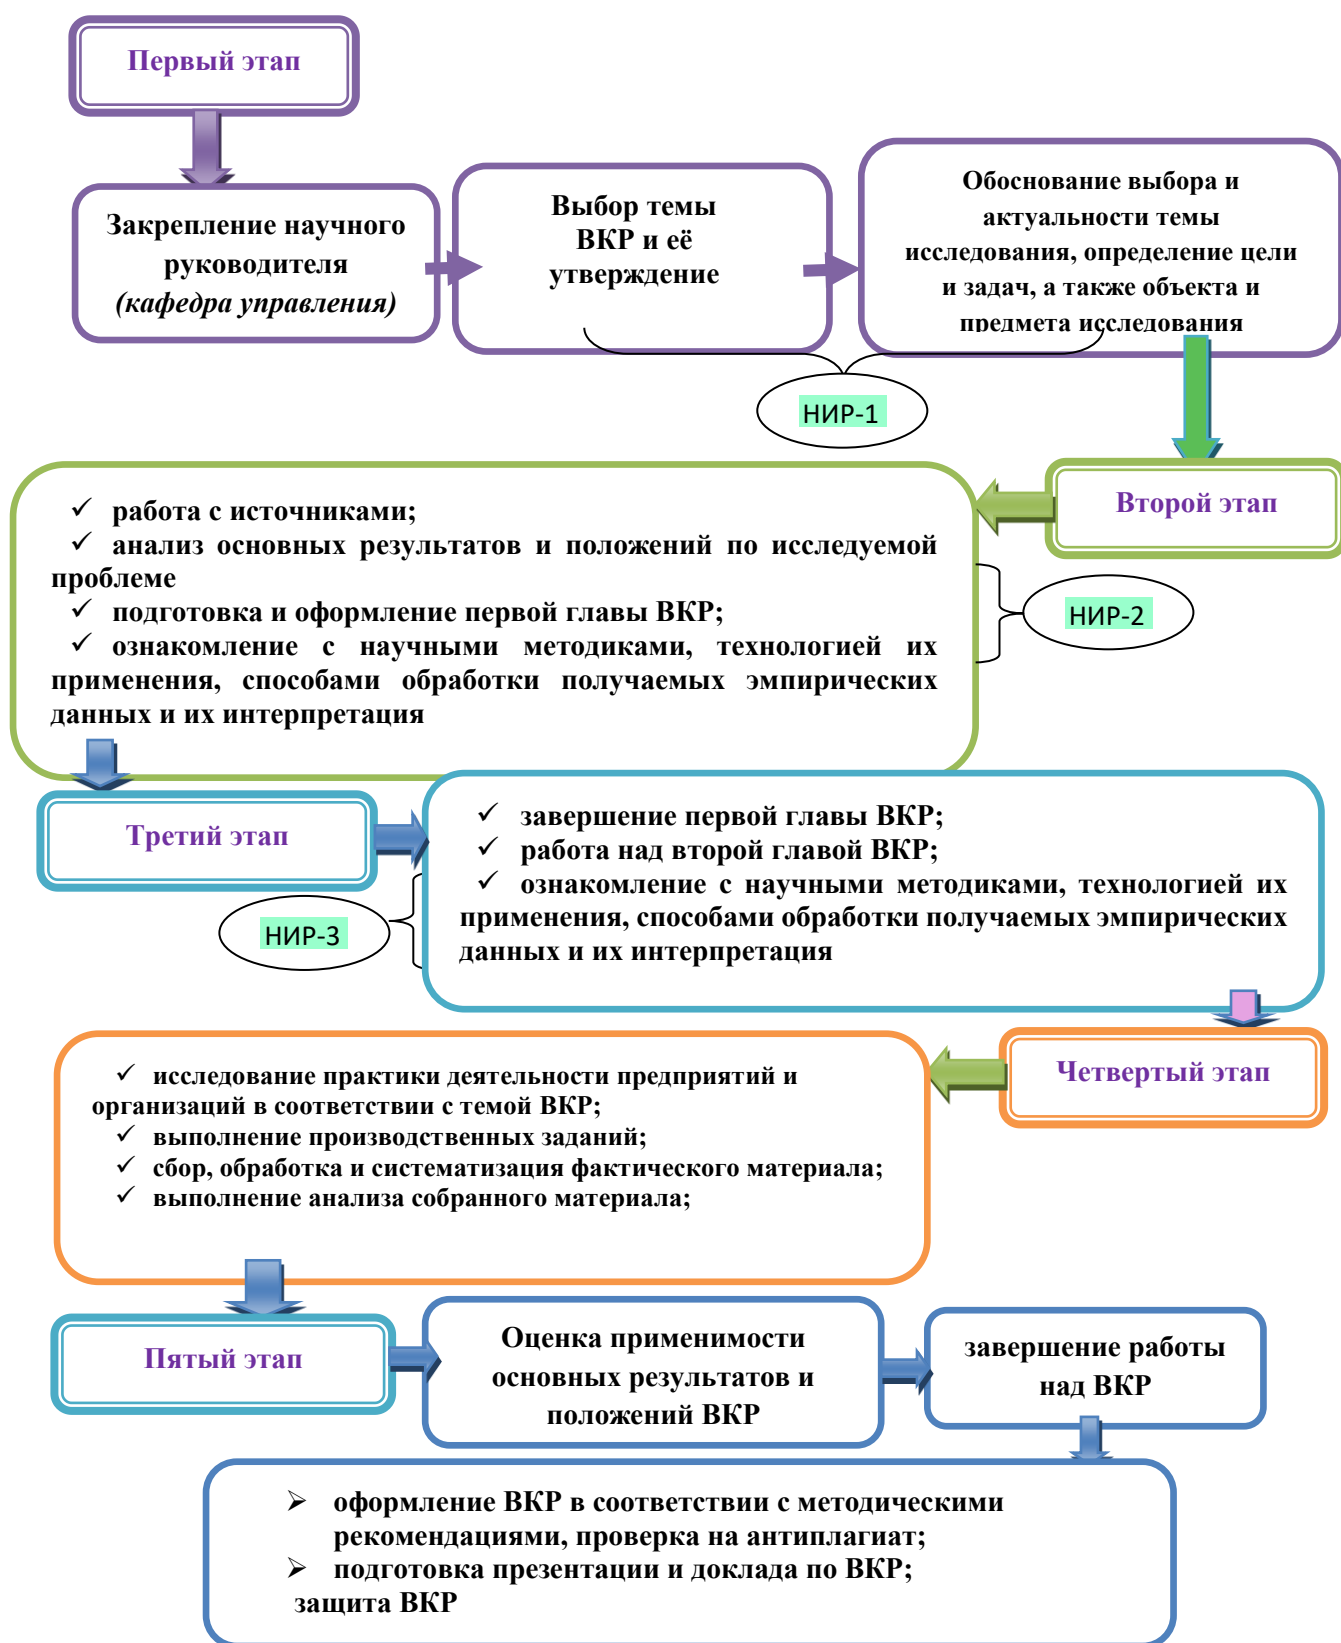 Первый этап
Закрепление научного
руководителя
(кафедра управления)
Выбор темы
ВКР и её
утверждение
Обоснование выбора и
актуальности темы
исследования, определение цели
и задач, а также объекта и
предмета исследования
НИР-1
Второй этап
✓ работа с источниками;
✓ анализ основных результатов и положений по исследуемой
проблеме
✓ подготовка и оформление первой главы ВКР;
✓ ознакомление с научными методиками, технологией их
применения, способами обработки получаемых эмпирических
данных и их интерпретация
НИР-2
Третий этап
✓ завершение первой главы ВКР;
✓ работа над второй главой ВКР;
✓ ознакомление с научными методиками, технологией их
применения, способами обработки получаемых эмпирических
данных и их интерпретация
НИР-3
Четвертый этап
✓ исследование практики деятельности предприятий и
организаций в соответствии с темой ВКР;
✓ выполнение производственных заданий;
✓ сбор, обработка и систематизация фактического материала;
✓ выполнение анализа собранного материала;
Пятый этап
Оценка применимости
основных результатов и
положений ВКР
завершение работы
над ВКР
➢ оформление ВКР в соответствии с методическими
рекомендациями, проверка на антиплагиат;
➢ подготовка презентации и доклада по ВКР;
защита ВКР